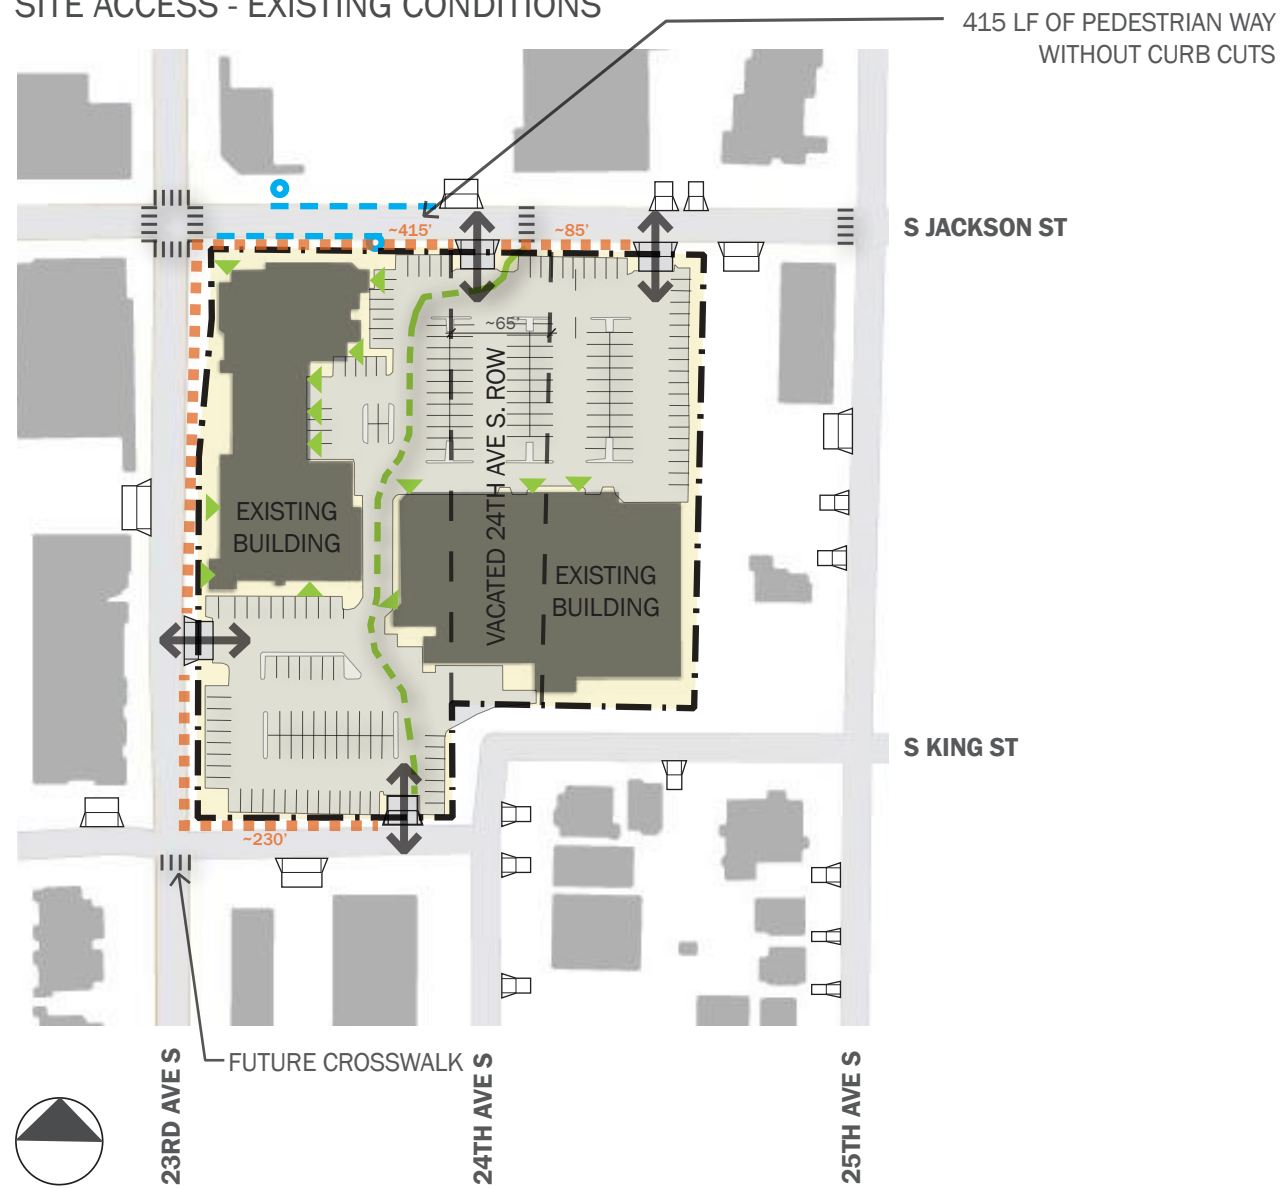 SITE ACCESS - EXISTING CONDITIONS
415 LF OF PEDESTRIAN WAY
WITHOUT CURB CUTS
S JACKSON ST
~415'
~85'
~65'
VACATED 24TH AVE S. ROW
EXISTING
BUILDING
EXISTING
BUILDING
S KING ST
~230'
FUTURE CROSSWALK
23RD AVE S
24TH AVE S
25TH AVE S